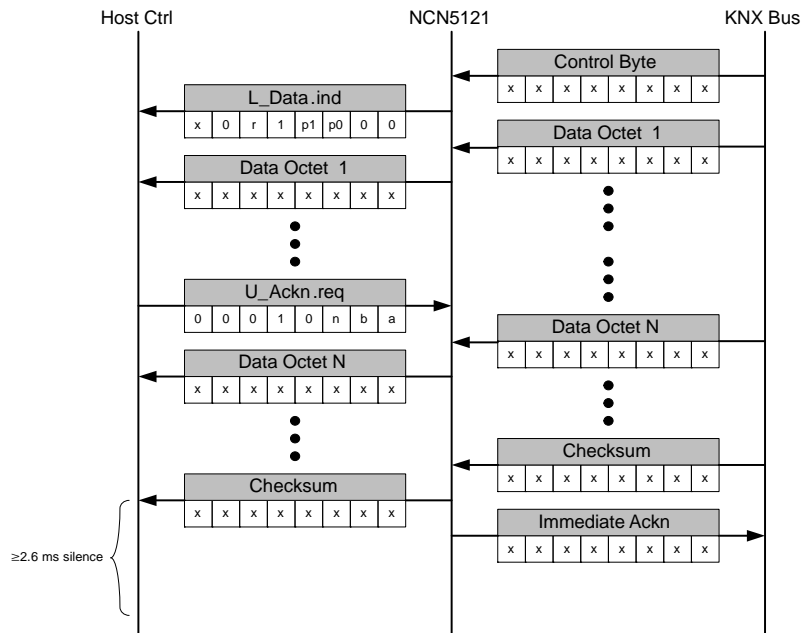 Host Ctrl NCN5121 KNX Bus
Control Byte
x x x x x x x x
L_Data.ind
x 0 r 1 p1 p0 0 0
Data Octet 1
x x x x x x x x
Data Octet 1
x x x x x x x x
U_Ackn.req
0 0 0 1 0 n b a
Data Octet N
x x x x x x x x
Data Octet N
x x x x x x x x
Checksum
x x x x x x x x
Checksum
x x x x x x x x
Immediate Ackn
x x x x x x x x
≥2.6 ms silence